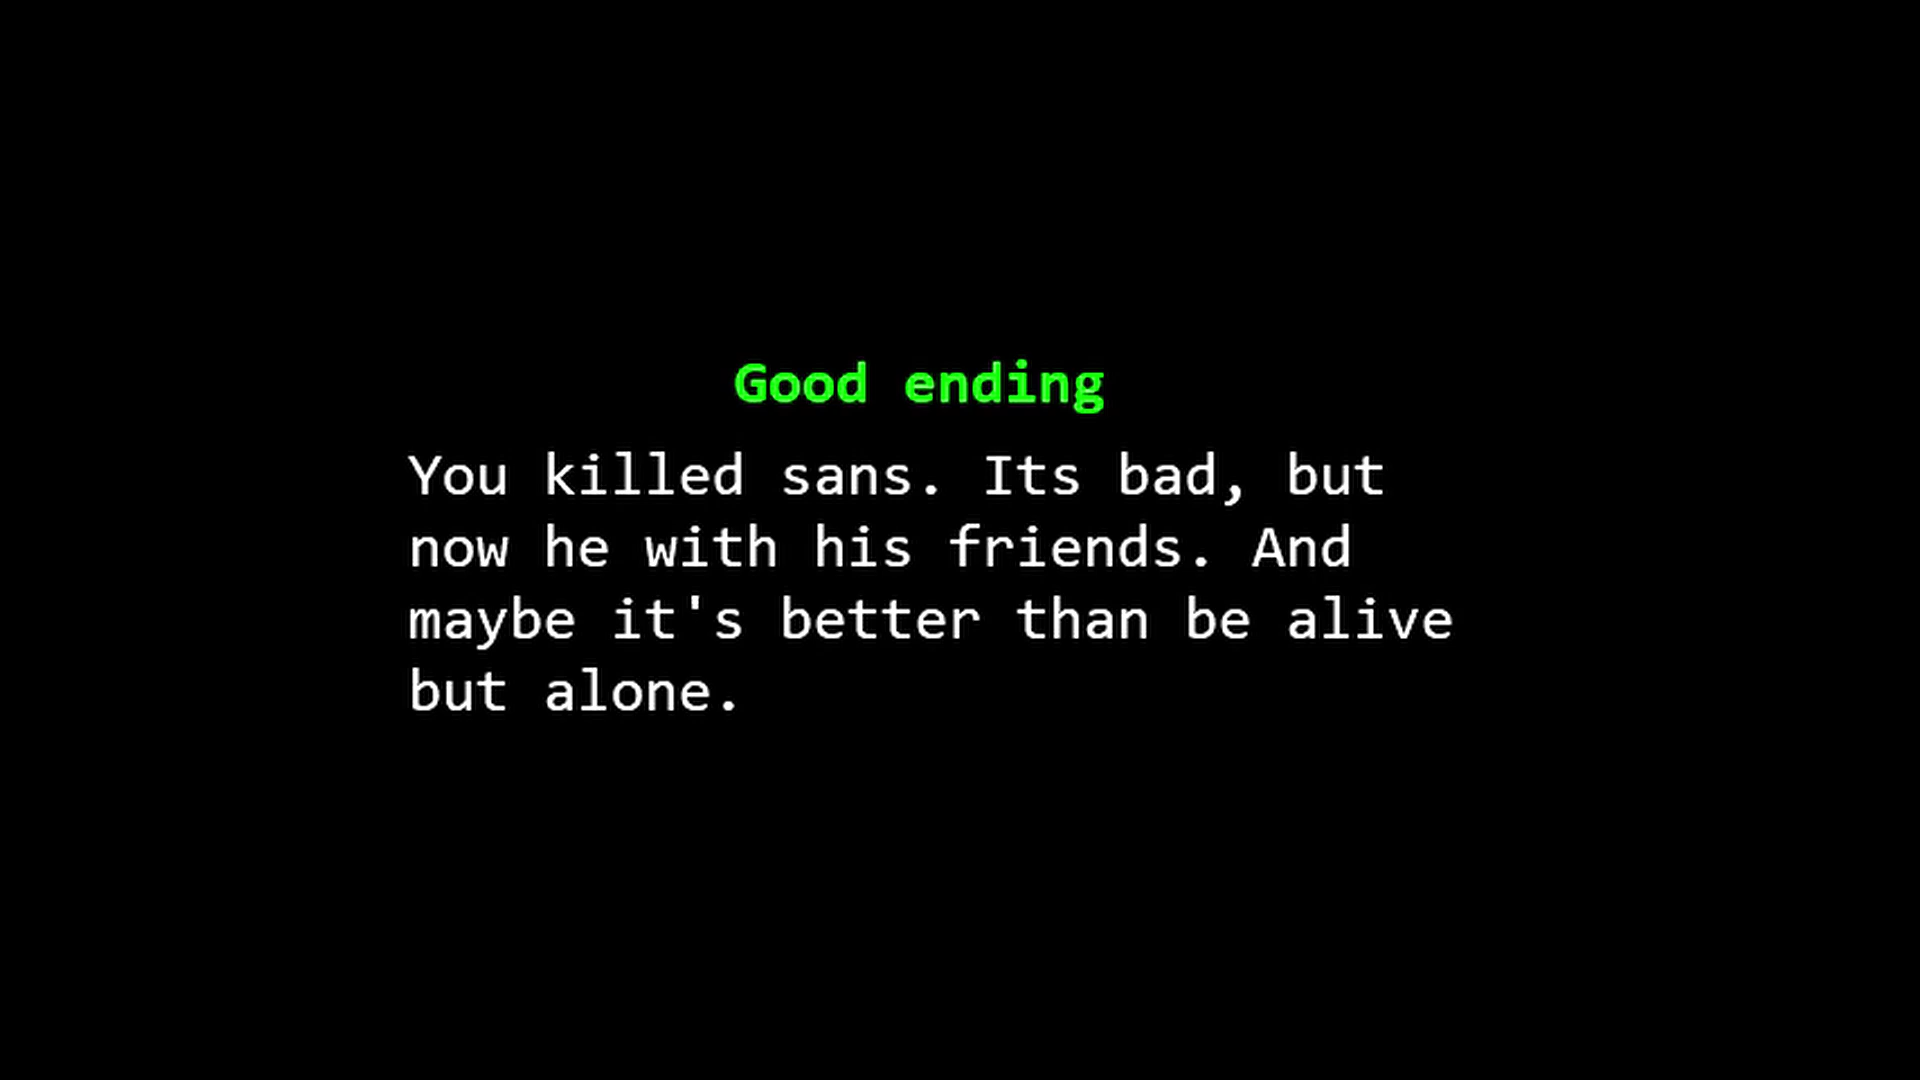 Good ending
You killed sans. Its bad, but
now he with his friends. And
maybe it's better than be alive
but alone.